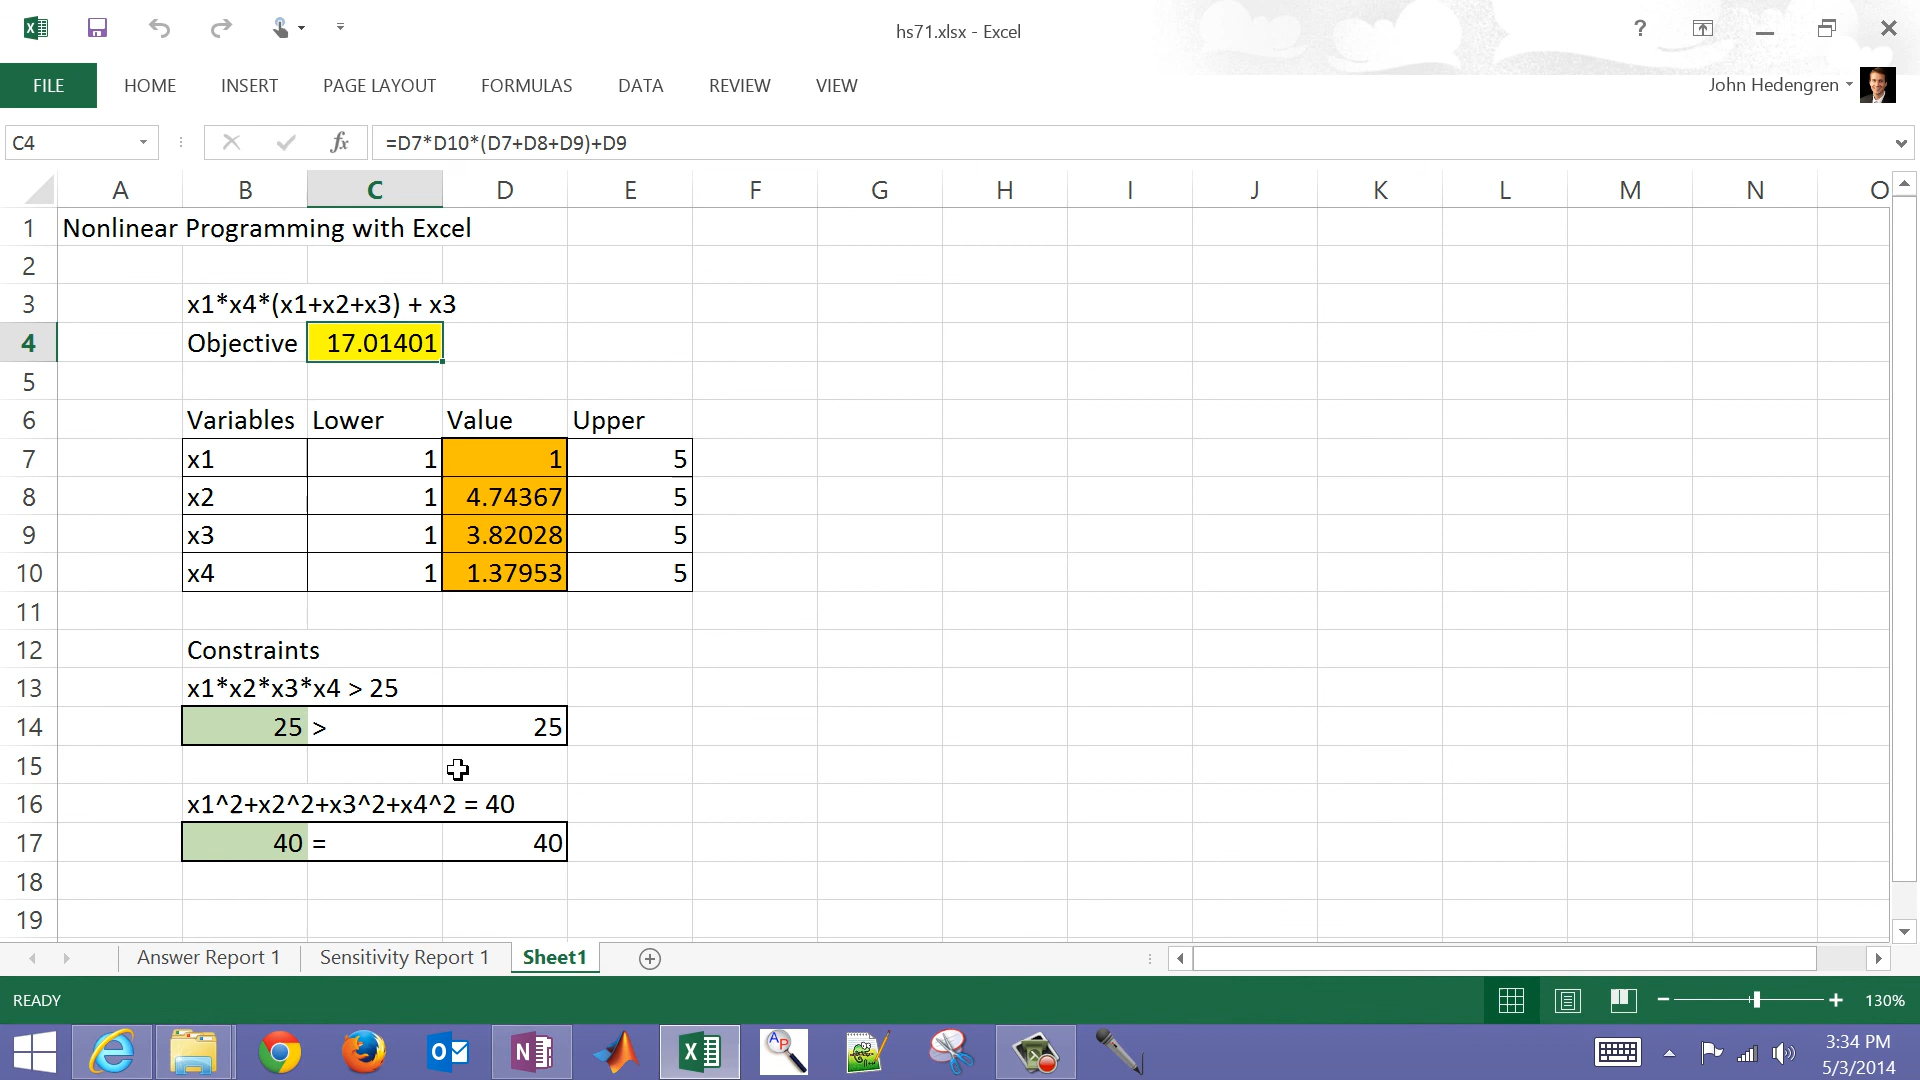 hs71.xlsx - Excel
?
FILE HOME INSERT PAGE LAYOUT FORMULAS DATA REVIEW VIEW John Hedengren
C4 fx =D7*D10*(D7+D8+D9)+D9
A B C D E F G H I J K L M N O
1 Nonlinear Programming with Excel
2
3 x1*x4*(x1+x2+x3) + x3
4 Objective 17.01401
5
6 Variables Lower Value Upper
7 x1 1 1 5
8 x2 1 4.74367 5
9 x3 1 3.82028 5
10 x4 1 1.37953 5
11
12 Constraints
13 x1*x2*x3*x4 > 25
14 25 > 25
15
16 x1^2+x2^2+x3^2+x4^2 = 40
17 40 = 40
18
19
Answer Report 1 Sensitivity Report 1 Sheet1
READY 130%
3:34 PM
5/3/2014